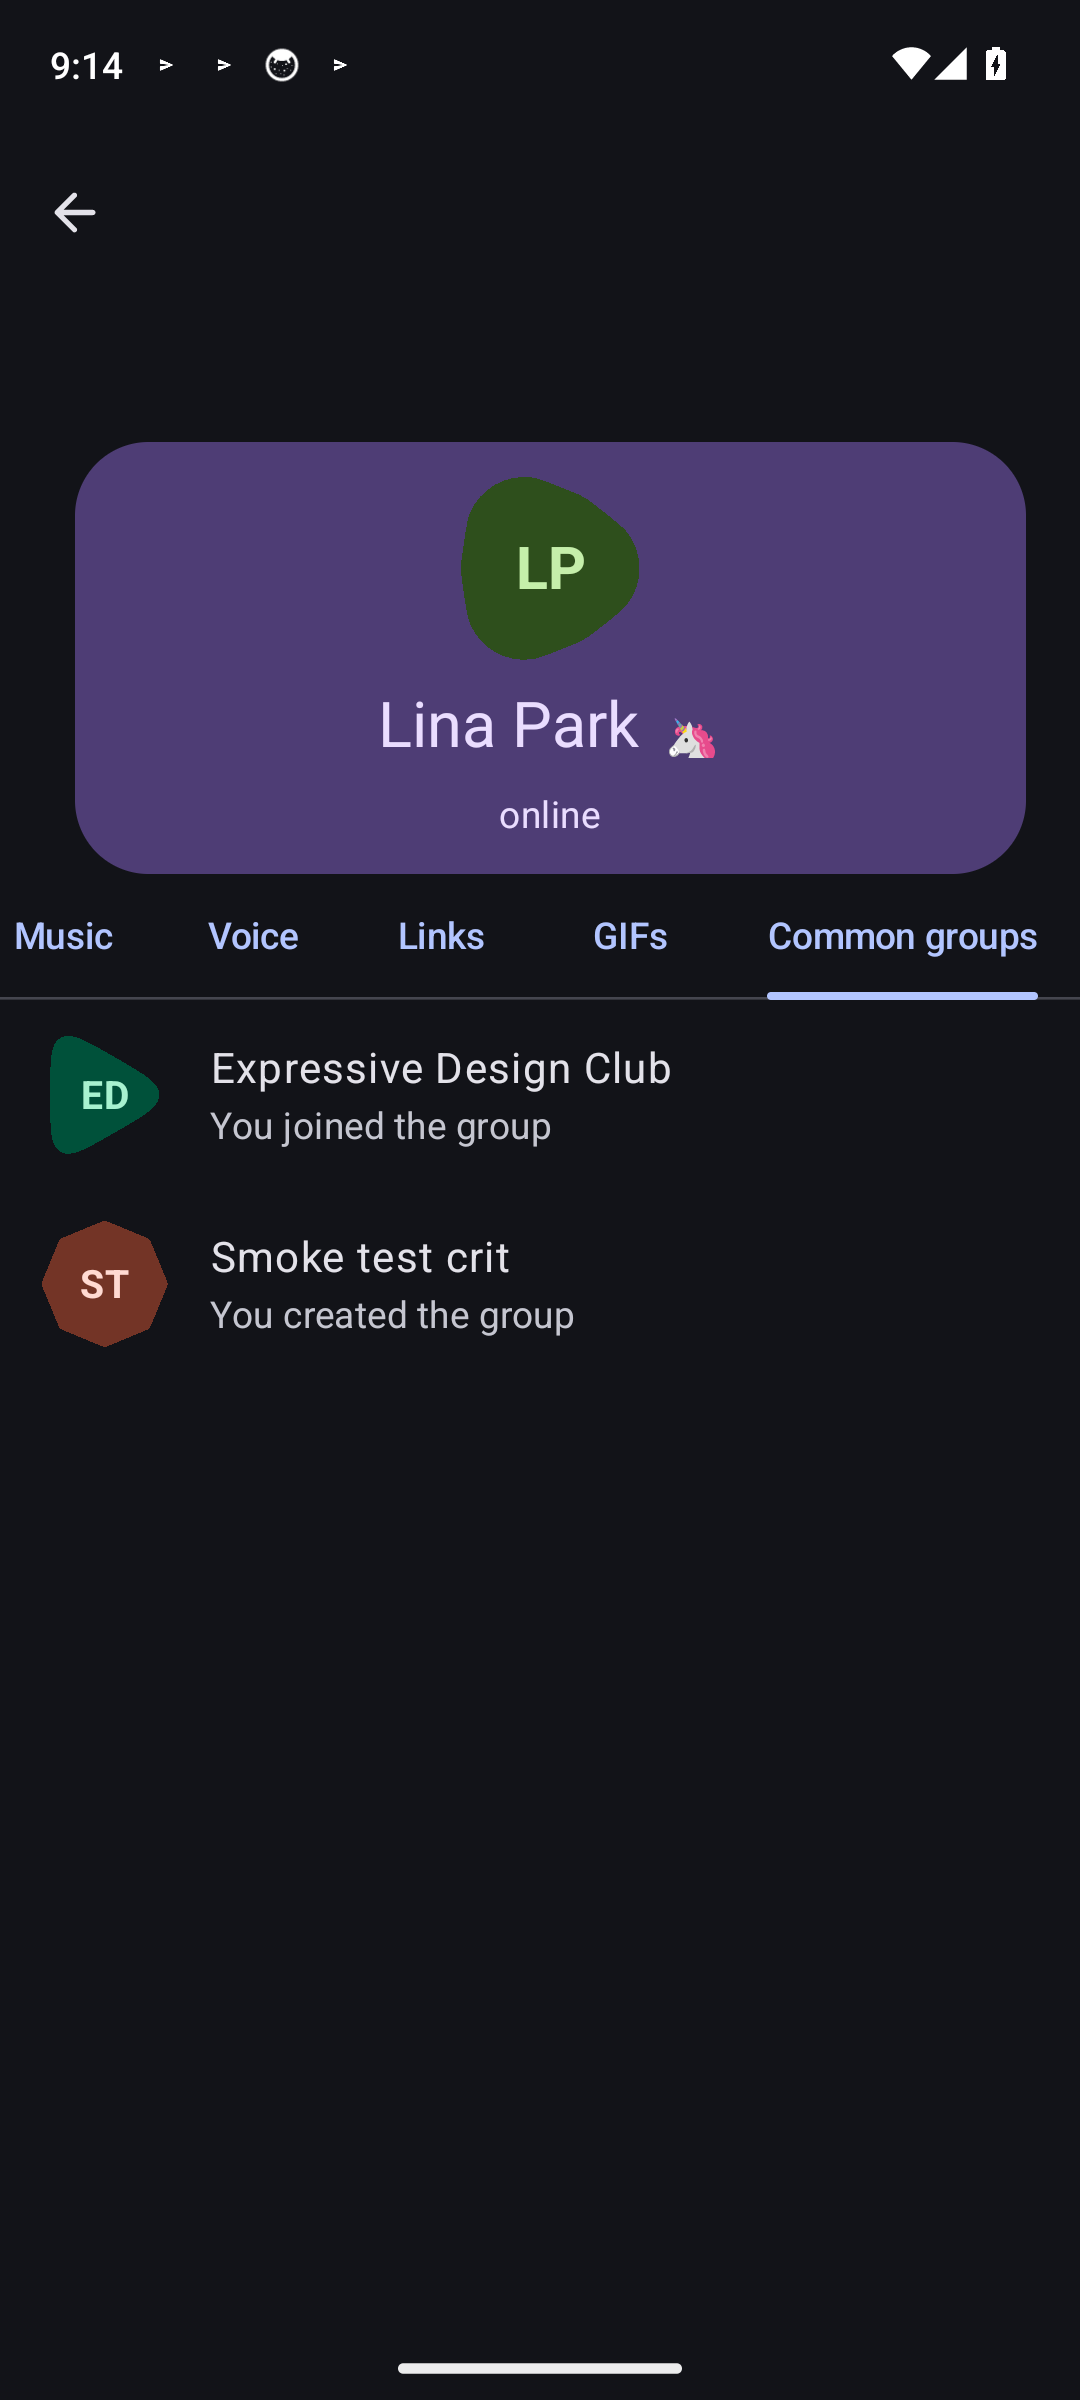 9:14
LP
Lina Park 🦄
online
Music Voice Links GIFs Common groups
ED
Expressive Design Club
You joined the group
ST
Smoke test crit
You created the group